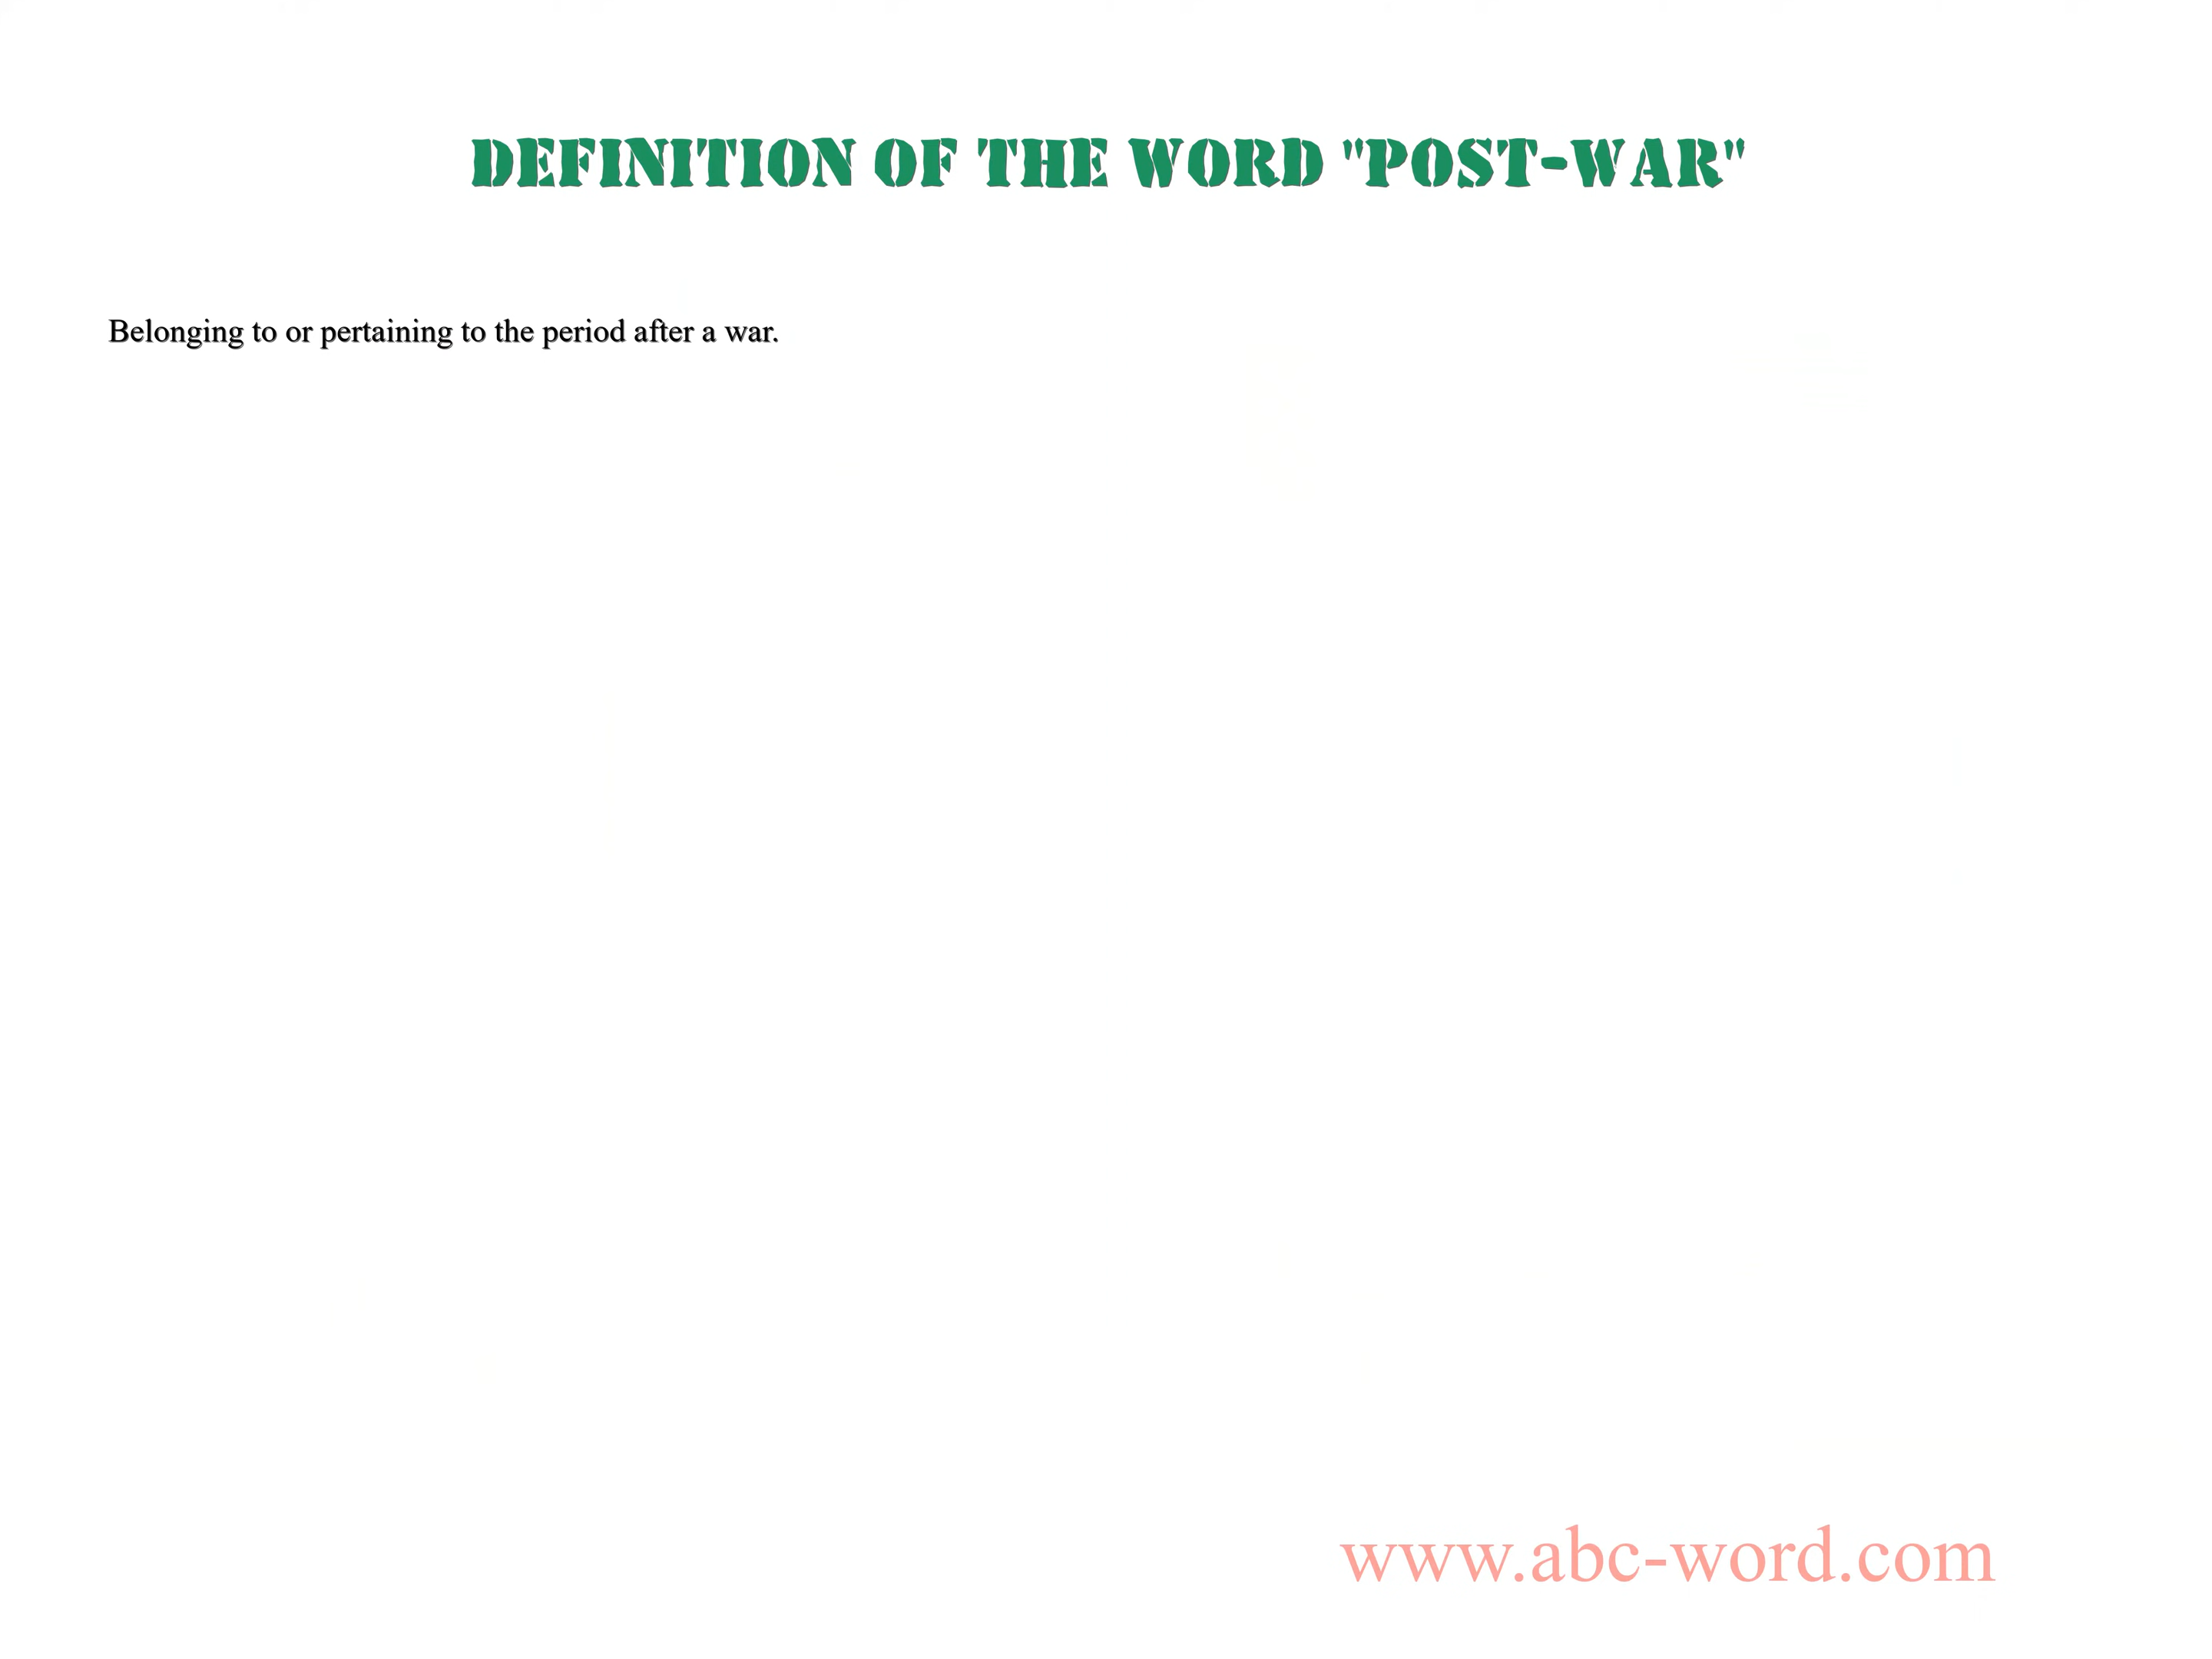 DEFINITION OF THE WORD "POST-WAR"
Belonging to or pertaining to the period after a war.
www.abc-word.com